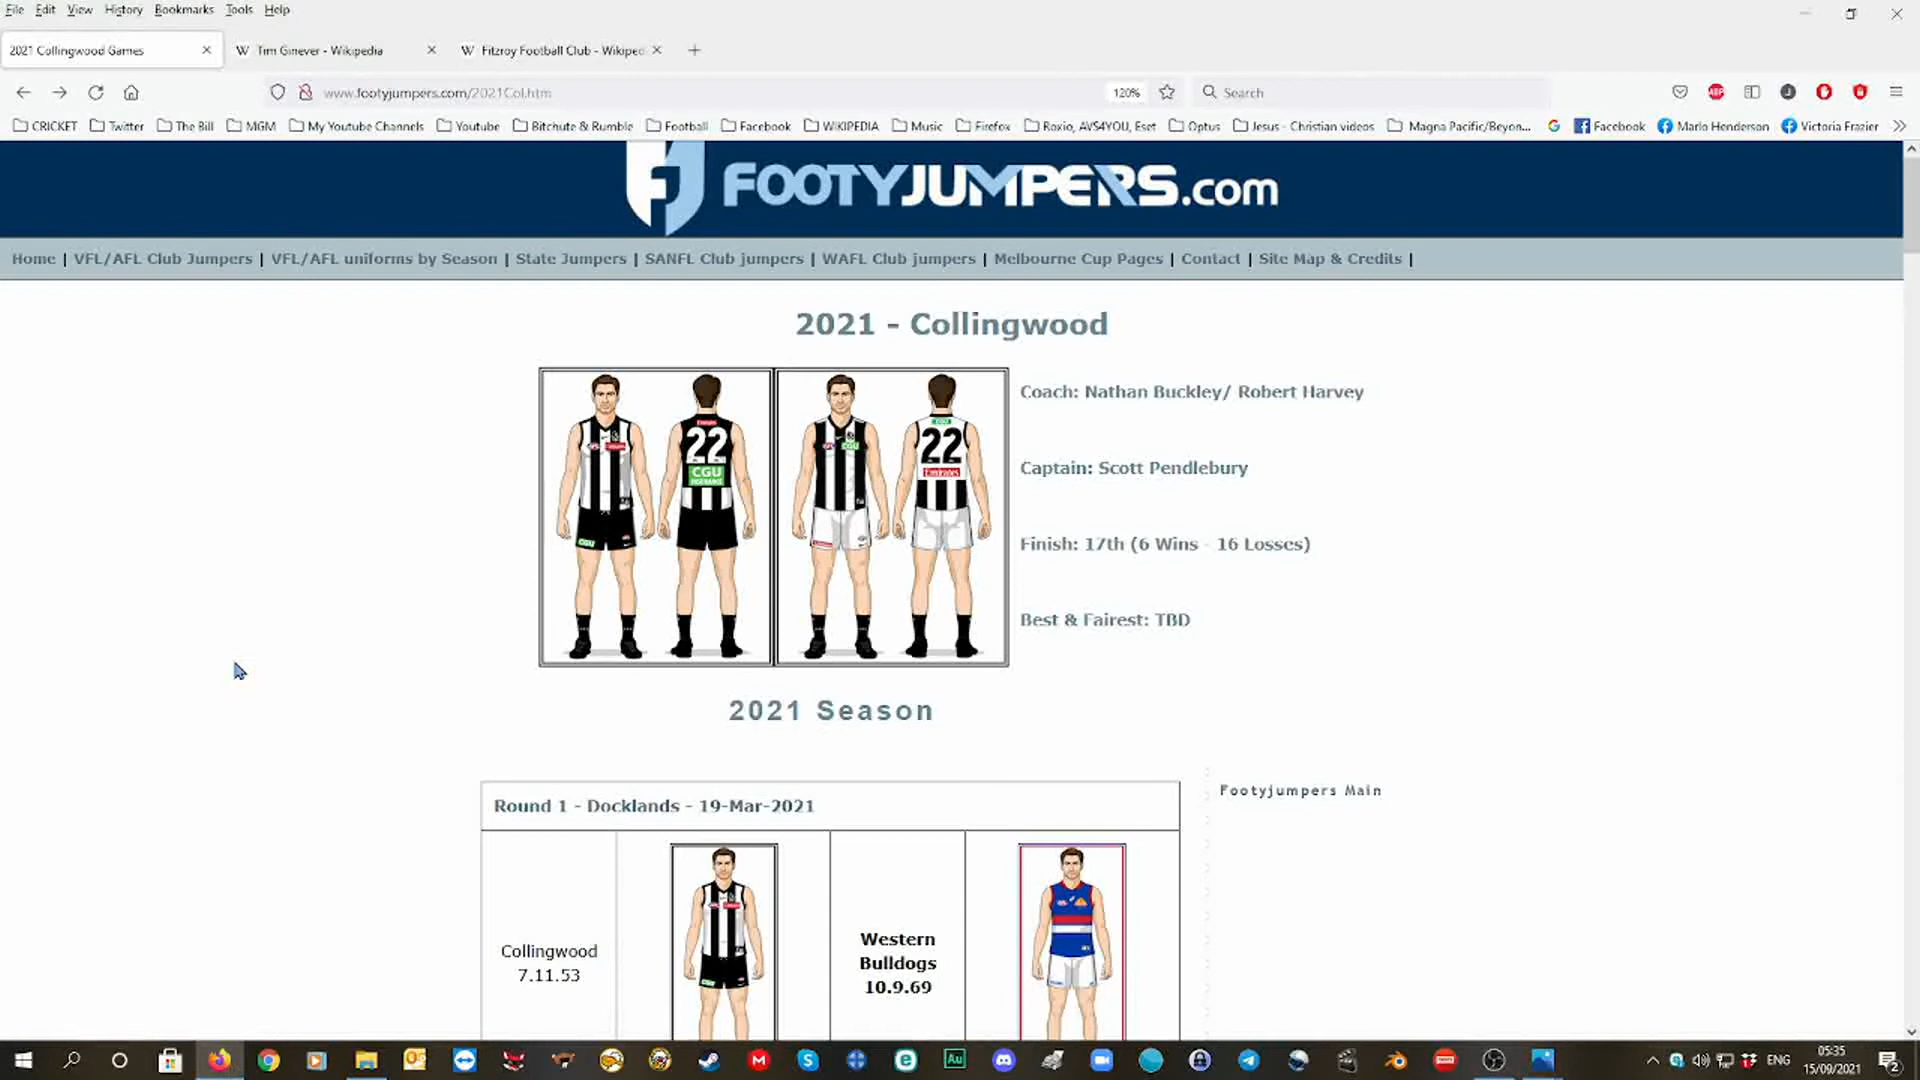 File Edit View History Bookmarks Tools Help
2021 Collingwood Games
W Tim Ginever - Wikipedia
W Fitzroy Football Club - Wikiped
www.footyjumpers.com/2021Col.htm
120%
Search
CRICKET Twitter The Bill MGM My Youtube Channels Youtube Bitchute & Rumble Football Facebook WIKIPEDIA Music Firefox Roxio, AVS4YOU, Eset Optus Jesus - Christian videos Magna Pacific/Beyon... Facebook Marlo Henderson Victoria Frazier
FOOTYJUMPERS.com
Home | VFL/AFL Club Jumpers | VFL/AFL uniforms by Season | State Jumpers | SANFL Club jumpers | WAFL Club jumpers | Melbourne Cup Pages | Contact | Site Map & Credits |
2021 - Collingwood
Coach: Nathan Buckley/ Robert Harvey
22
CGU
22
Emirates
Captain: Scott Pendlebury
Finish: 17th (6 Wins - 16 Losses)
Best & Fairest: TBD
2021 Season
Footyjumpers Main
Round 1 - Docklands - 19-Mar-2021
Collingwood
7.11.53
Western
Bulldogs
10.9.69
ENG
05:35
15/09/2021
2